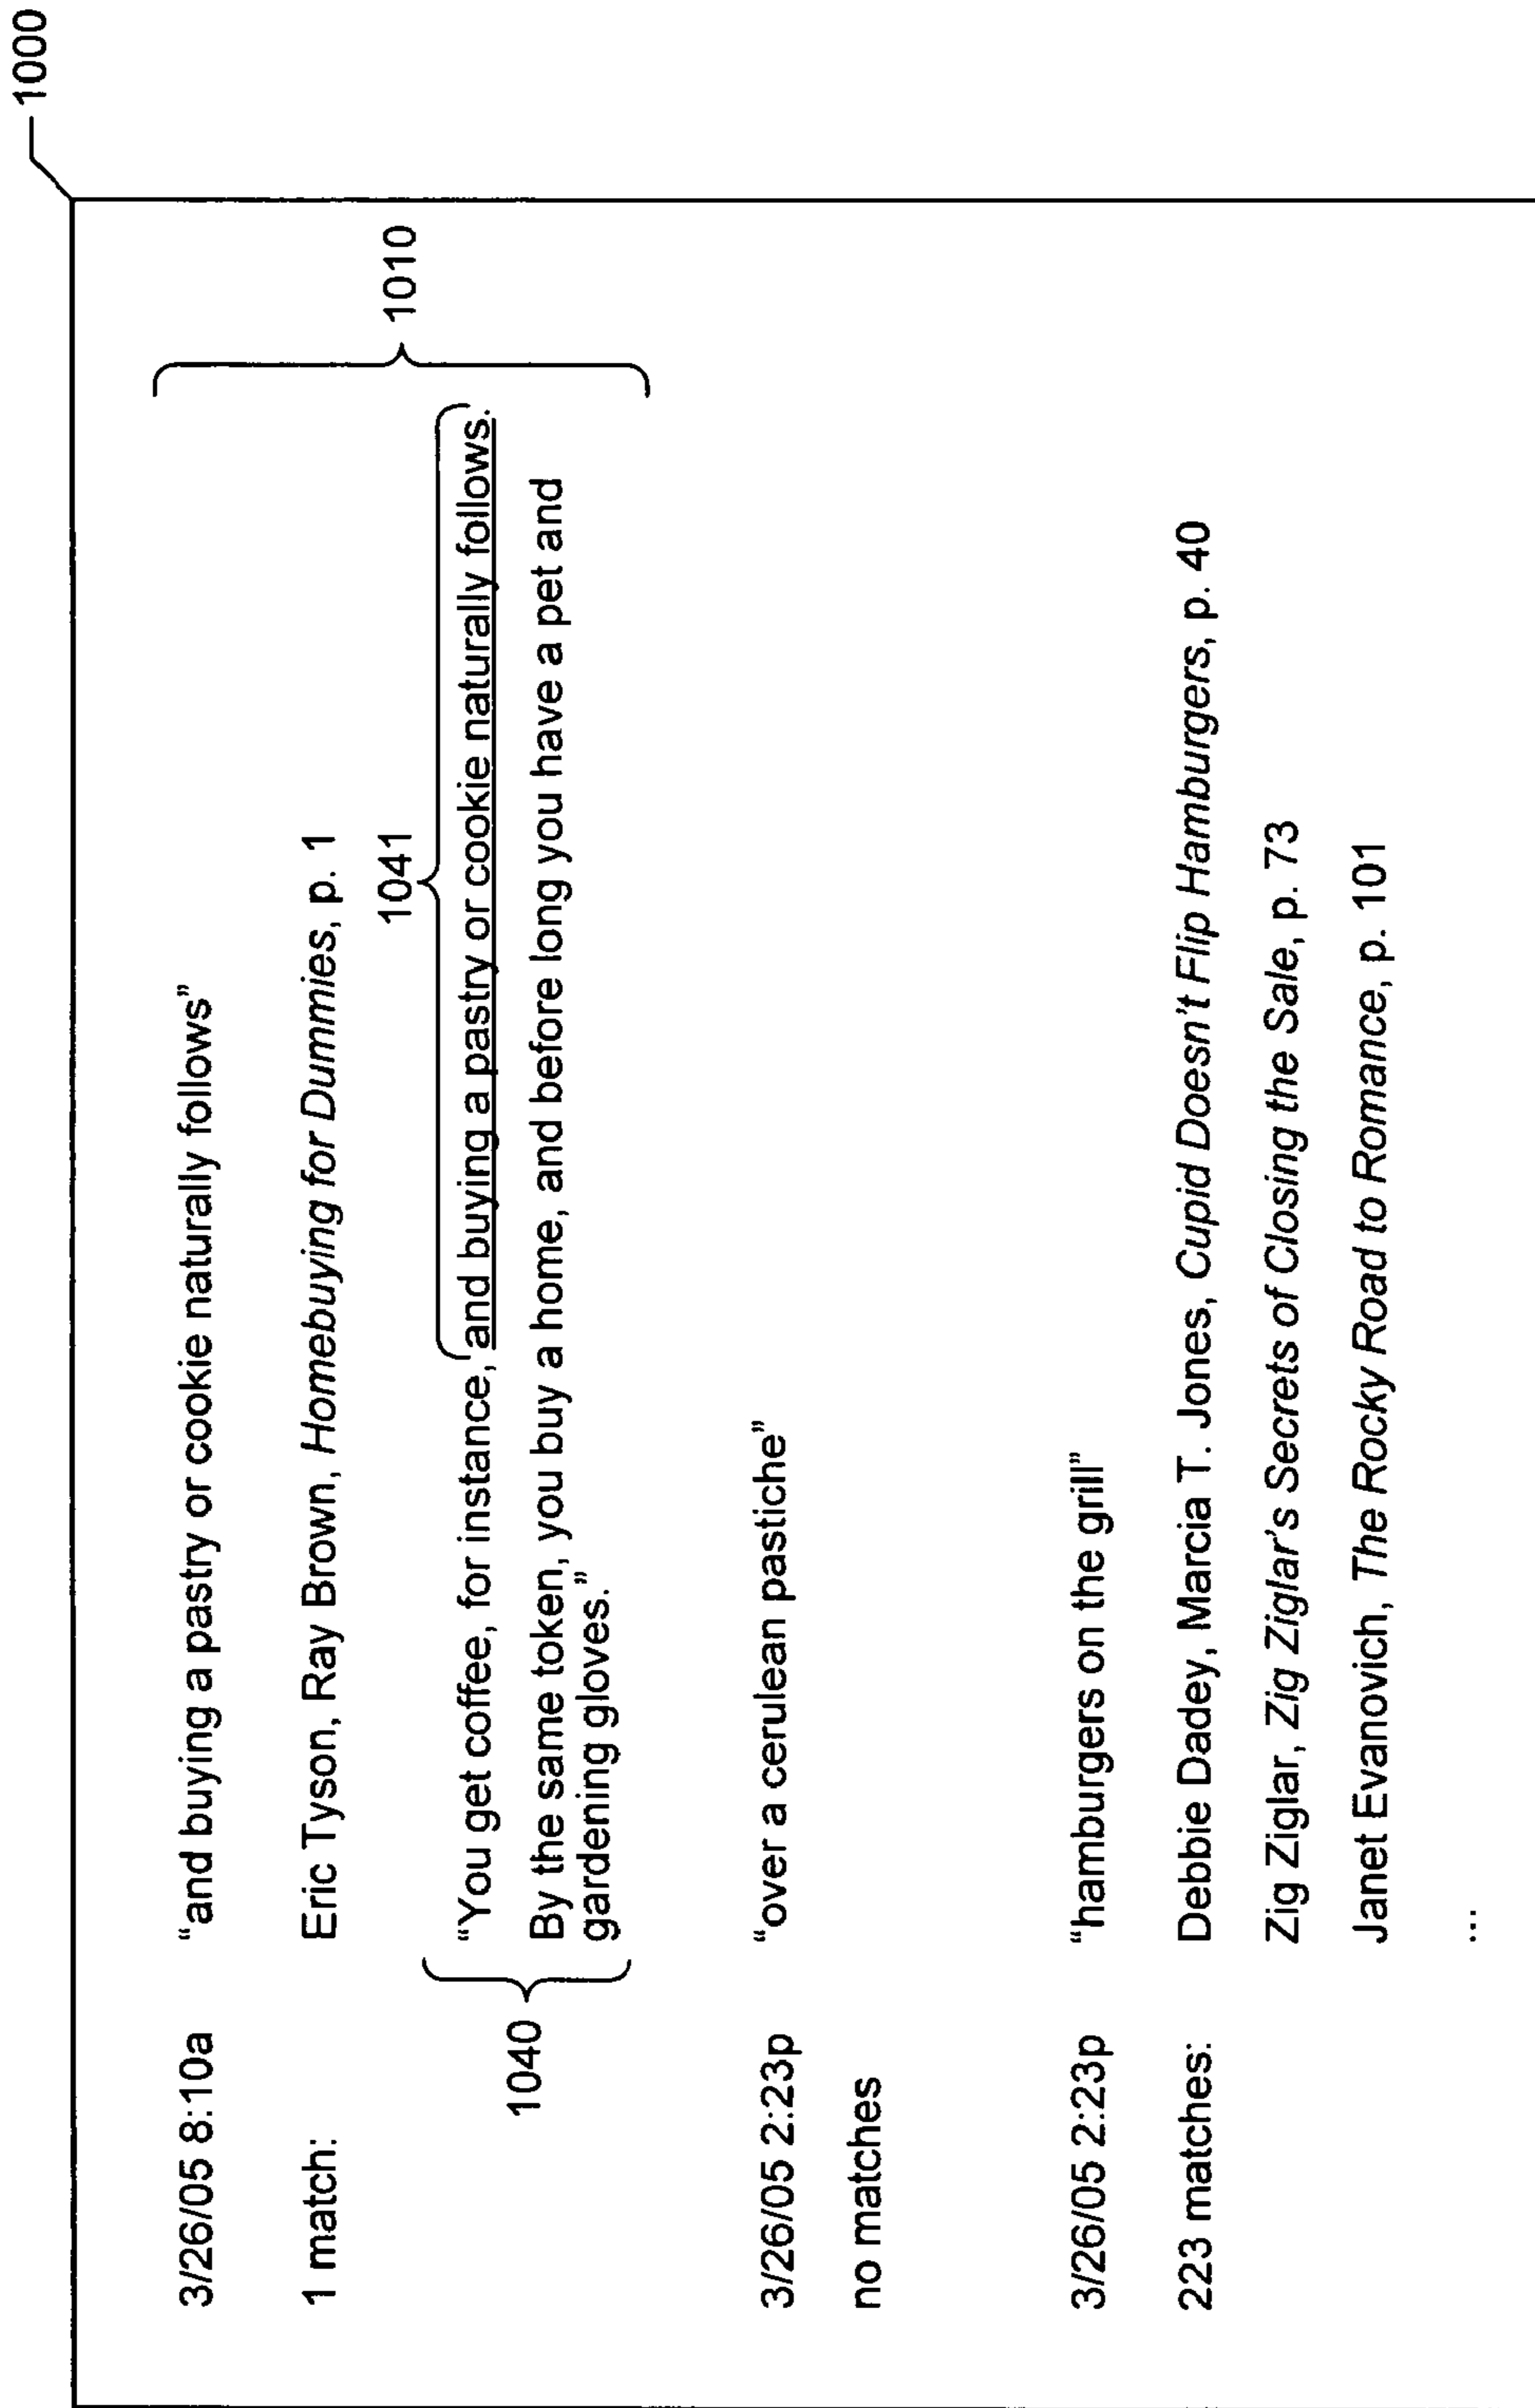 1000
3/26/05 8:10a “and buying a pastry or cookie naturally follows”
1 match: Eric Tyson, Ray Brown, Homebuying for Dummies, p. 1
1010
1041
1040
“You get coffee, for instance, and buying a pastry or cookie naturally follows.
By the same token, you buy a home, and before long you have a pet and
gardening gloves.”
3/26/05 2:23p “over a cerulean pastiche”
no matches
3/26/05 2:23p “hamburgers on the grill”
223 matches: Debbie Dadey, Marcia T. Jones, Cupid Doesn't Flip Hamburgers, p. 40
Zig Ziglar, Zig Ziglar's Secrets of Closing the Sale, p. 73
Janet Evanovich, The Rocky Road to Romance, p. 101
...